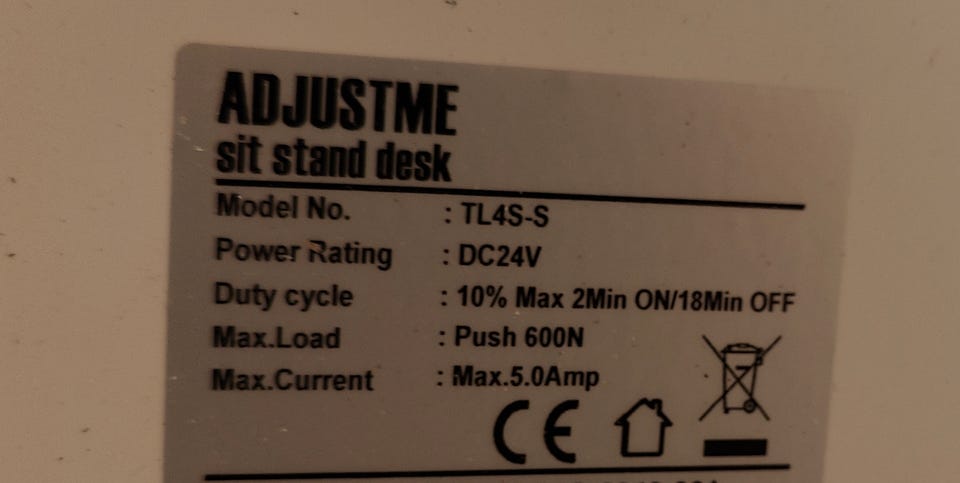 ADJUSTME
sit stand desk
Model No. : TL4S-S
Power Rating : DC24V
Duty cycle : 10% Max 2Min ON/18Min OFF
Max.Load : Push 600N
Max.Current : Max.5.0Amp
CE